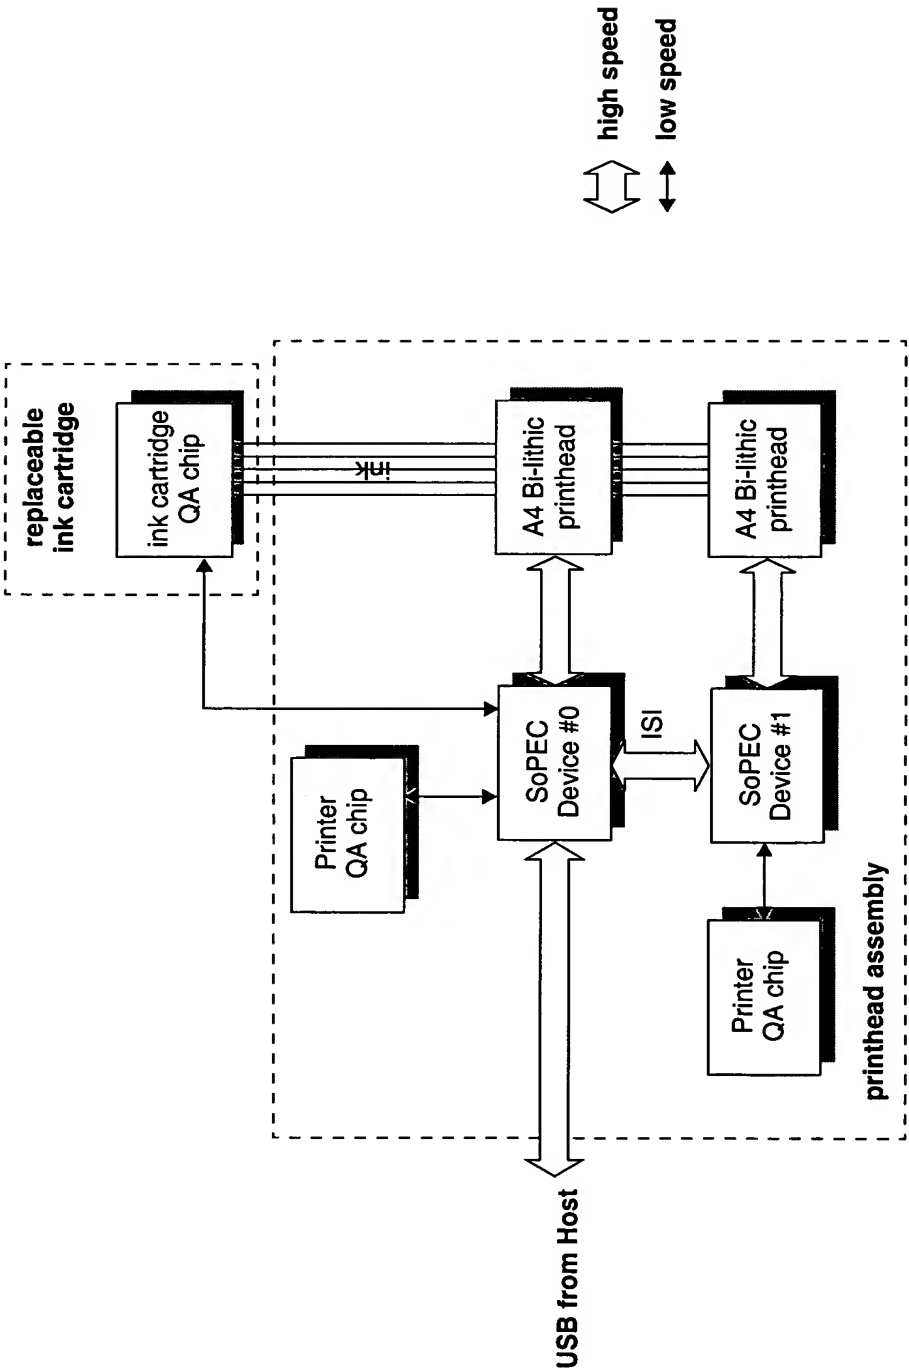 replaceable
ink cartridge
ink cartridge
QA chip
ink
Printer
QA chip
SoPEC
Device #0
A4 Bi-lithic
printhead
ISI
USB from Host
Printer
QA chip
SoPEC
Device #1
A4 Bi-lithic
printhead
printhead assembly
high speed
low speed